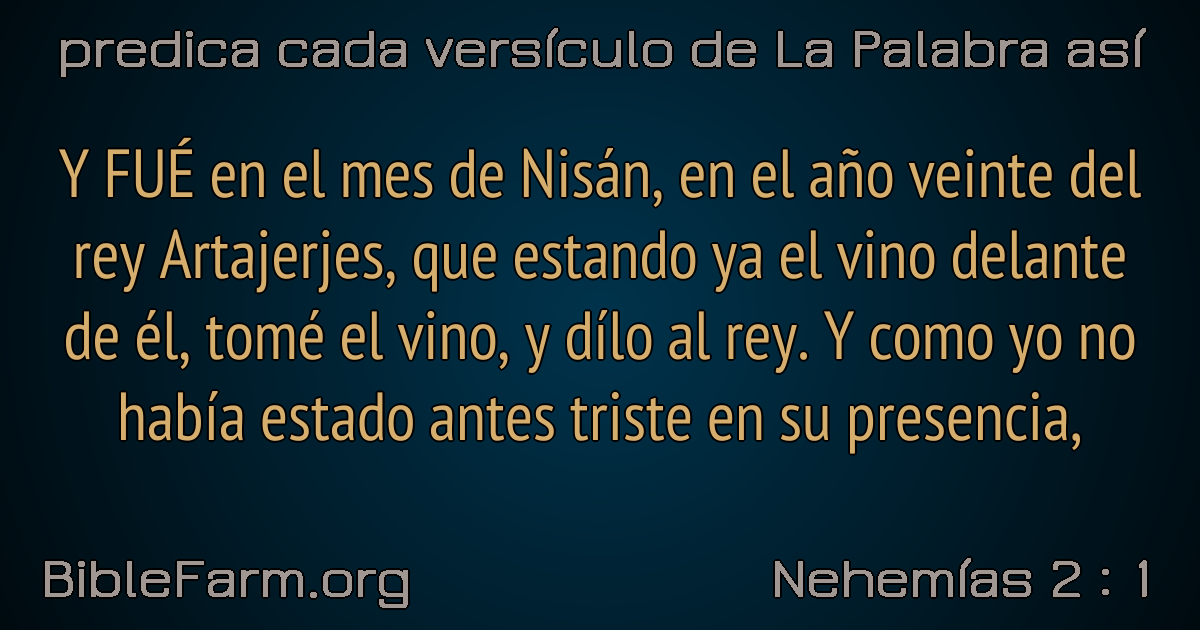 predica cada versículo de La Palabra así
Y FUÉ en el mes de Nisán, en el año veinte del
rey Artajerjes, que estando ya el vino delante
de él, tomé el vino, y dílo al rey. Y como yo no
había estado antes triste en su presencia,
BibleFarm.org
Nehemías 2 : 1